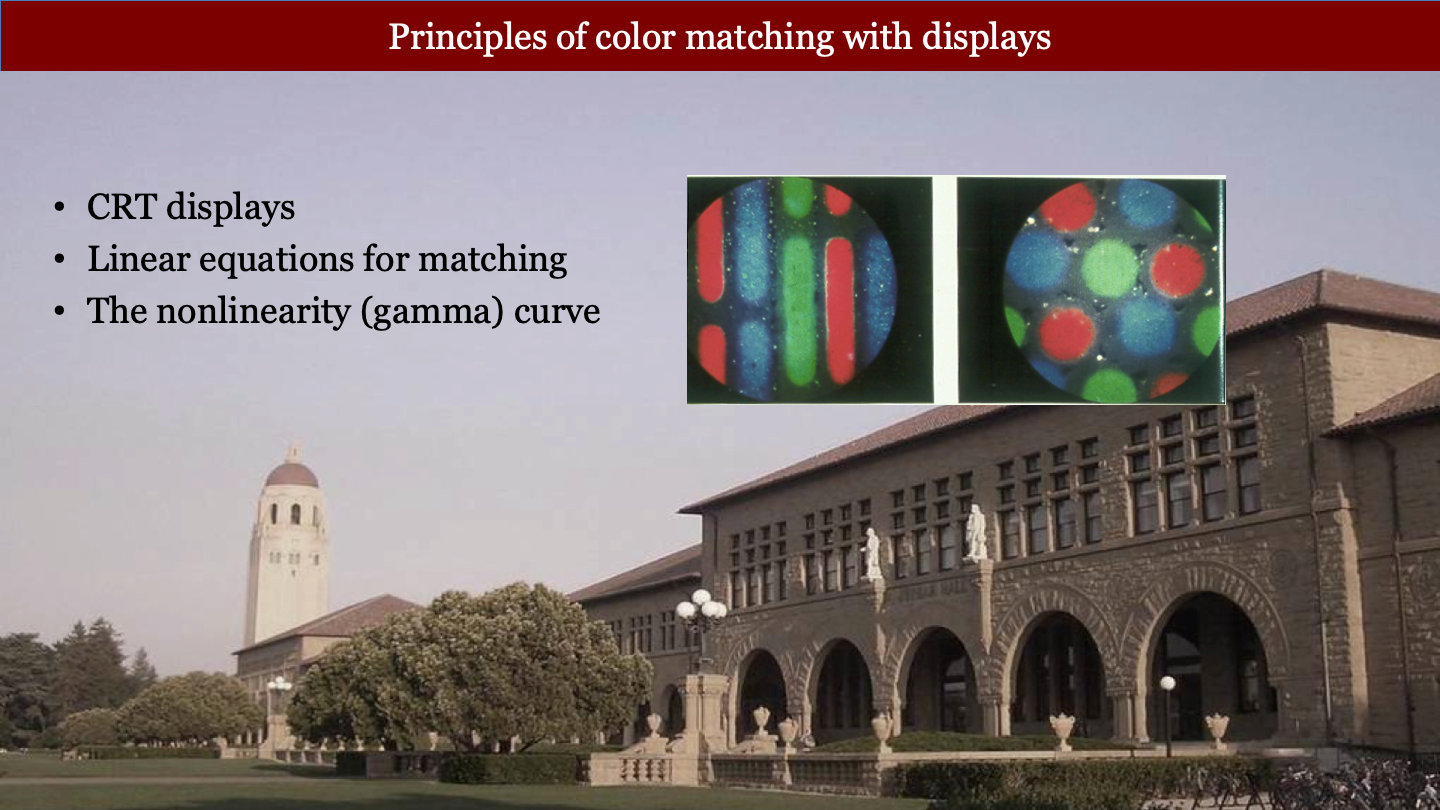 Principles of color matching with displays
• CRT displays
• Linear equations for matching
• The nonlinearity (gamma) curve